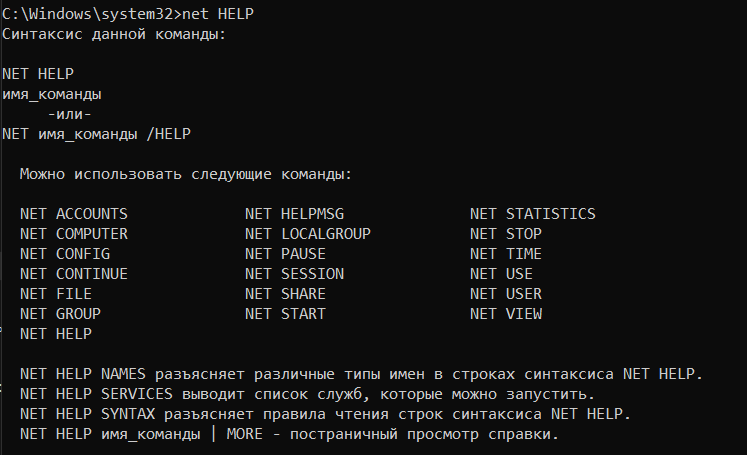 C:\Windows\system32>net HELP
Синтаксис данной команды:
NET HELP
имя_команды
-или-
NET имя_команды /HELP
Можно использовать следующие команды:
NET ACCOUNTS NET HELPMSG NET STATISTICS
NET COMPUTER NET LOCALGROUP NET STOP
NET CONFIG NET PAUSE NET TIME
NET CONTINUE NET SESSION NET USE
NET FILE NET SHARE NET USER
NET GROUP NET START NET VIEW
NET HELP
NET HELP NAMES разъясняет различные типы имен в строках синтаксиса NET HELP.
NET HELP SERVICES выводит список служб, которые можно запустить.
NET HELP SYNTAX разъясняет правила чтения строк синтаксиса NET HELP.
NET HELP имя_команды | MORE - постраничный просмотр справки.